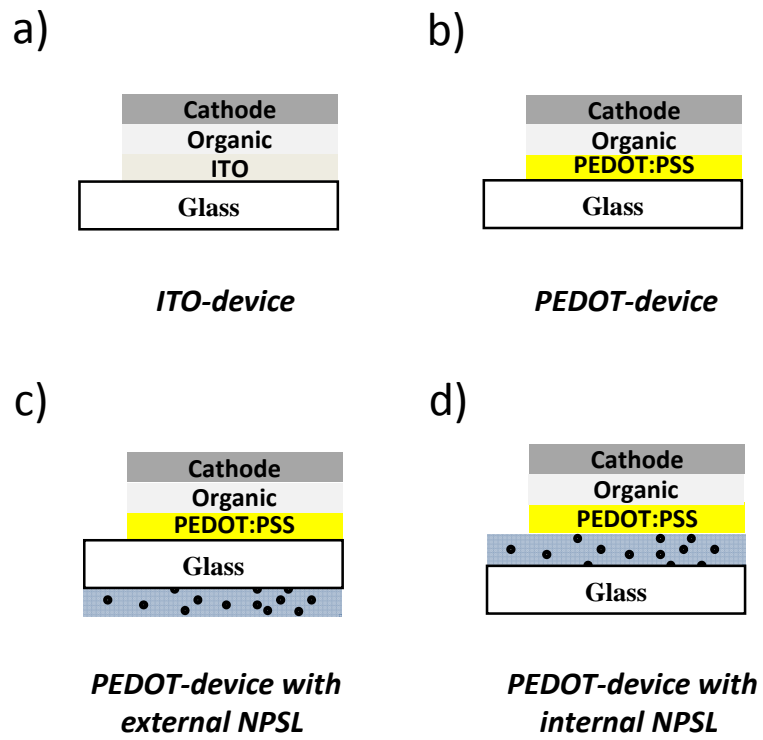 a)
Cathode
Organic
ITO
Glass
ITO-device
b)
Cathode
Organic
PEDOT:PSS
Glass
PEDOT-device
c)
Cathode
Organic
PEDOT:PSS
Glass
PEDOT-device with
external NPSL
d)
Cathode
Organic
PEDOT:PSS
Glass
PEDOT-device with
internal NPSL